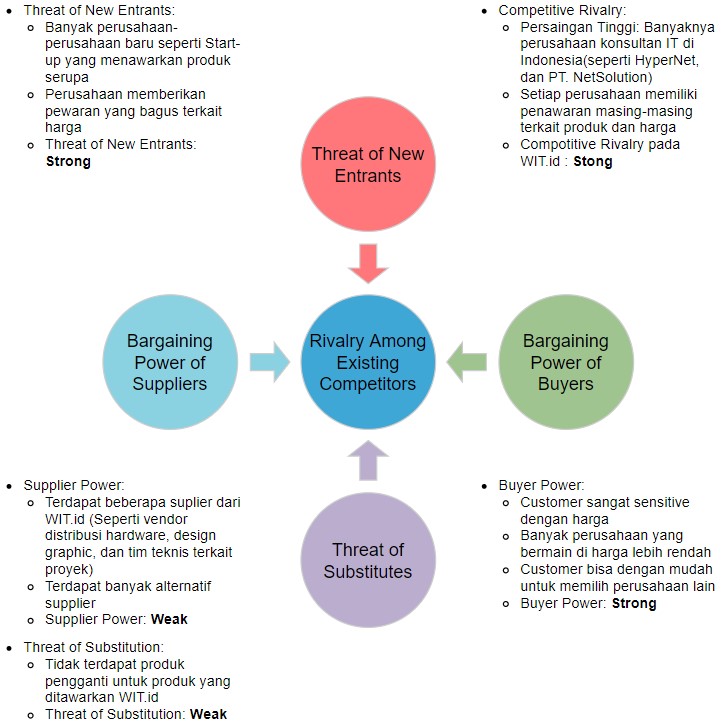 Threat of New Entrants:
Banyak perusahaan-
perusahaan baru seperti Start-
up yang menawarkan produk
serupa
Perusahaan memberikan
pewaran yang bagus terkait
harga
Threat of New Entrants:
Strong
Competitive Rivalry:
Persaingan Tinggi: Banyaknya
perusahaan konsultan IT di
Indonesia(seperti HyperNet,
dan PT. NetSolution)
Setiap perusahaan memiliki
penawaran masing-masing
terkait produk dan harga
Compotitive Rivalry pada
WIT.id : Stong
Threat of New
Entrants
Bargaining
Power of
Suppliers
Rivalry Among
Existing
Competitors
Bargaining
Power of
Buyers
Threat of
Substitutes
Supplier Power:
Terdapat beberapa suplier dari
WIT.id (Seperti vendor
distribusi hardware, design
graphic, dan tim teknis terkait
proyek)
Terdapat banyak alternatif
supplier
Supplier Power: Weak
Threat of Substitution:
Tidak terdapat produk
pengganti untuk produk yang
ditawarkan WIT.id
Threat of Substitution: Weak
Buyer Power:
Customer sangat sensitive
dengan harga
Banyak perusahaan yang
bermain di harga lebih rendah
Customer bisa dengan mudah
untuk memilih perusahaan lain
Buyer Power: Strong